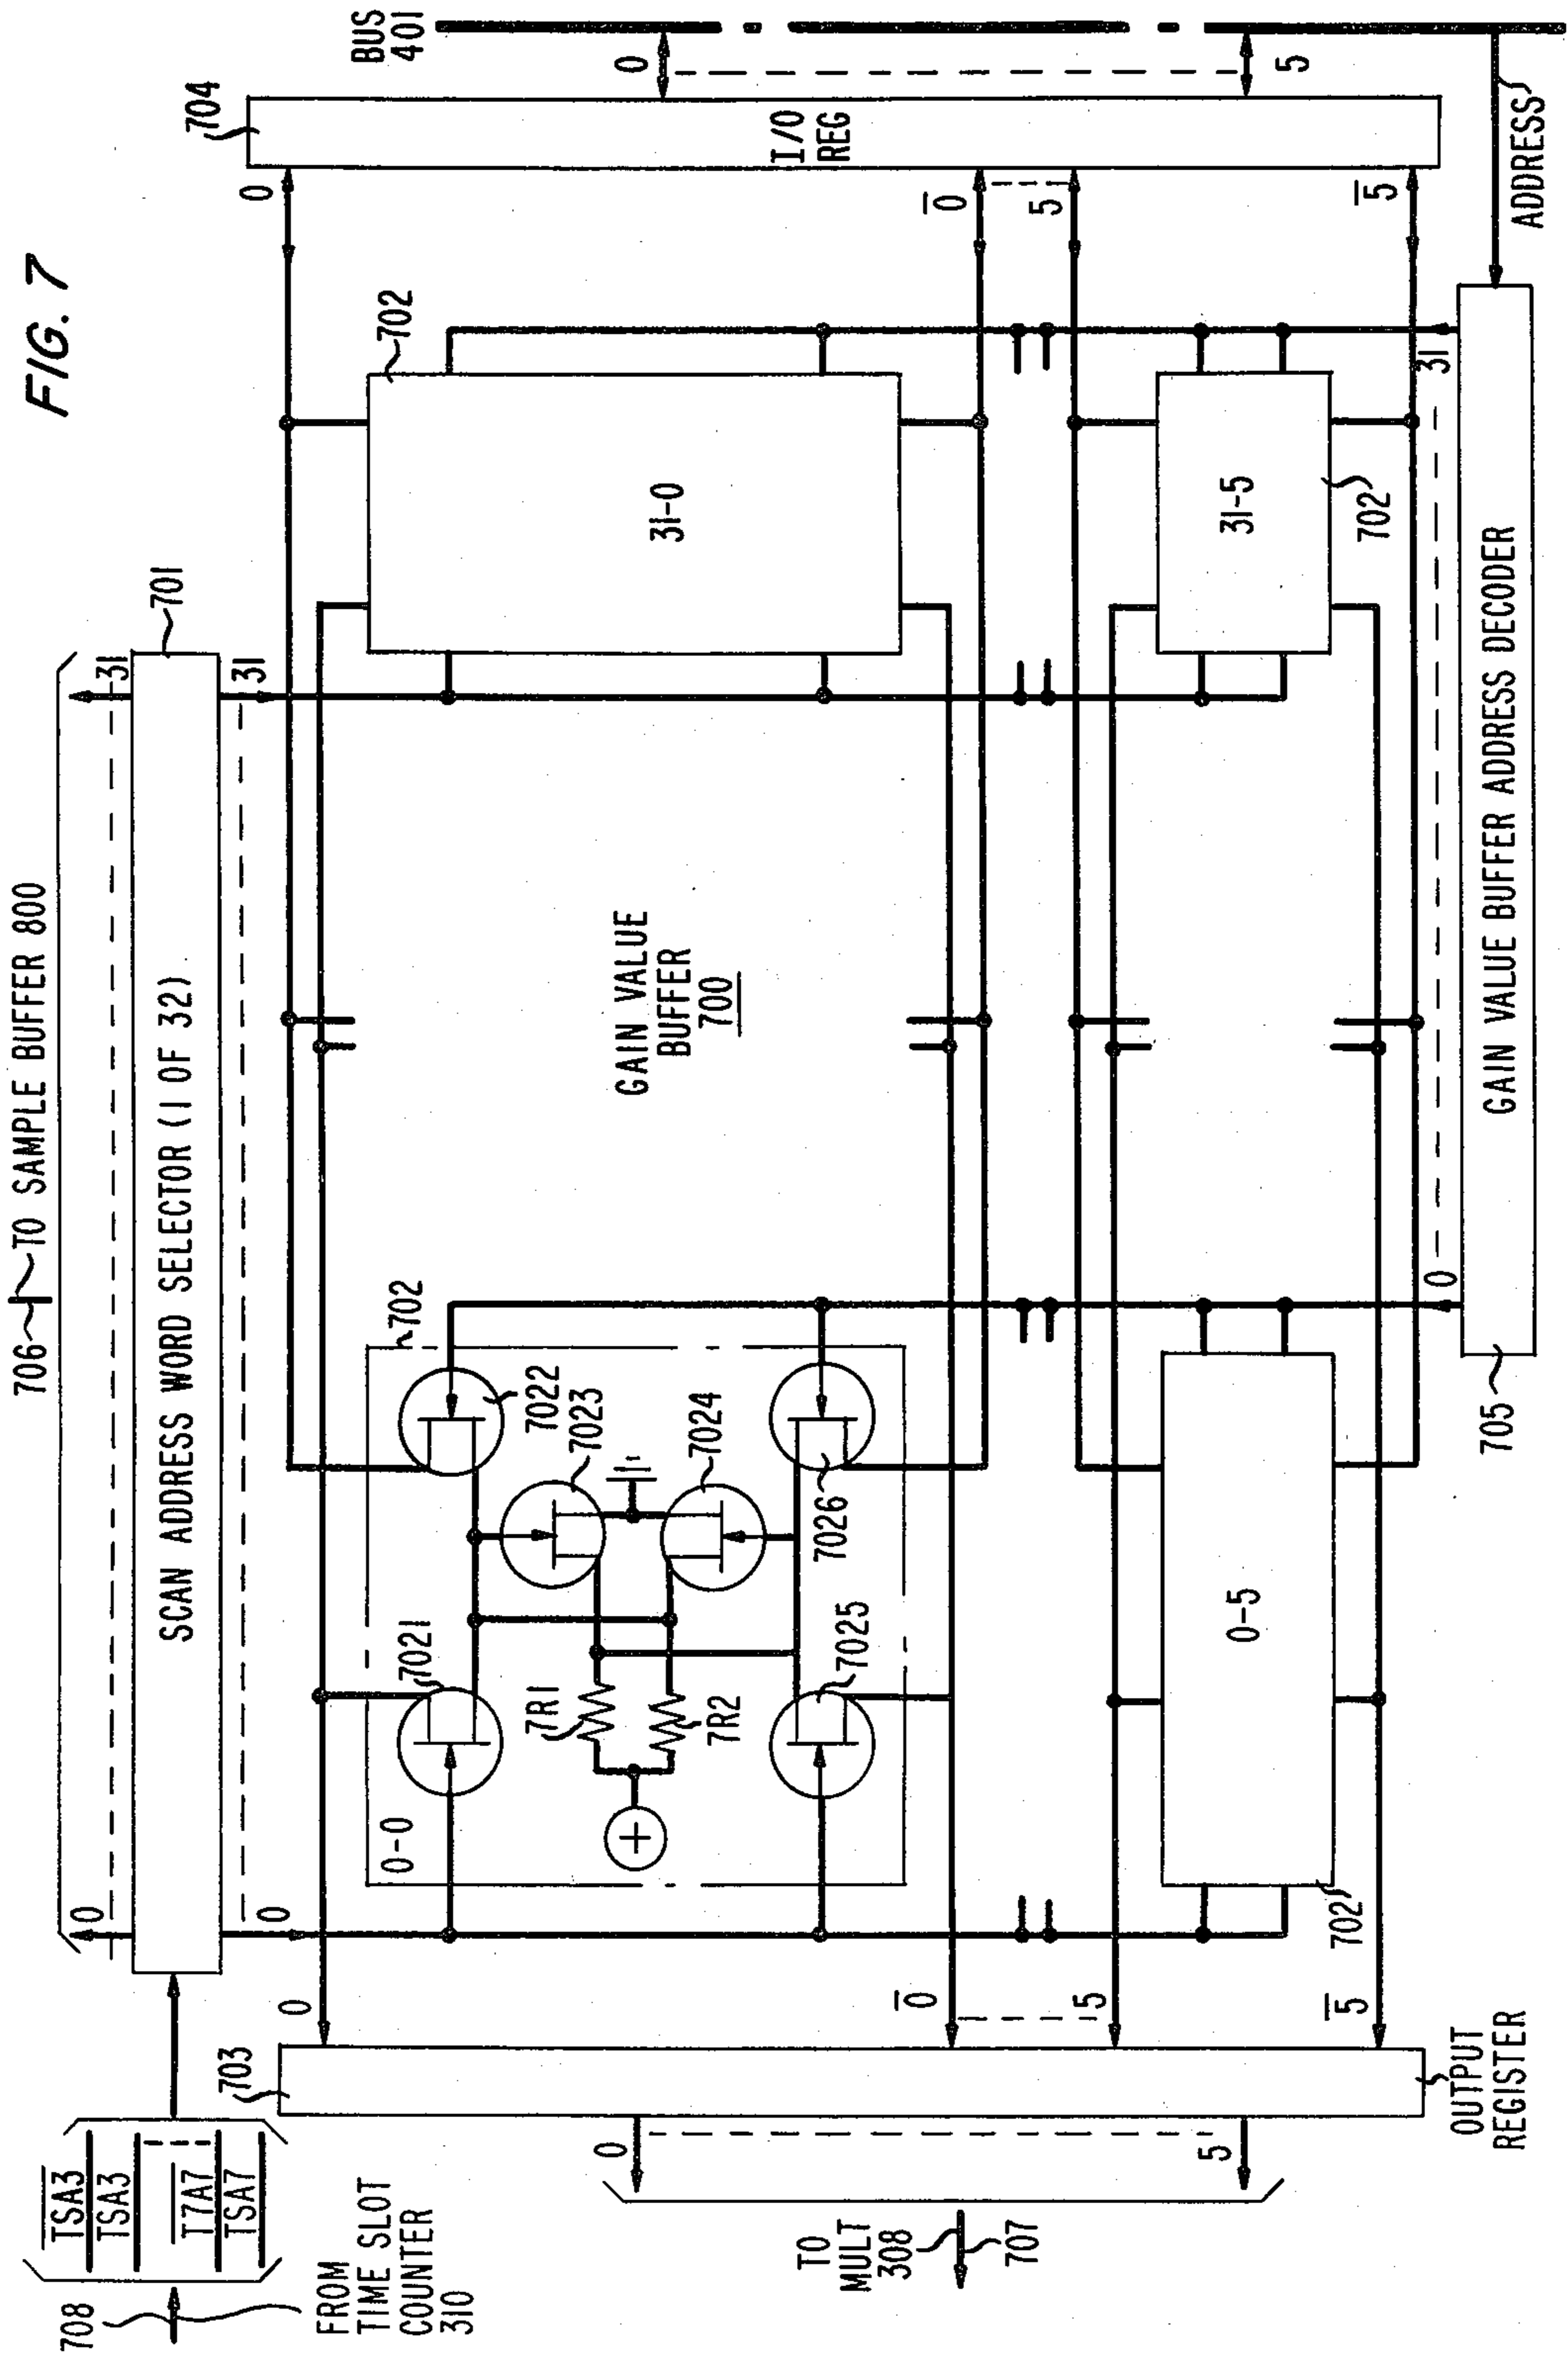 FIG. 7
706
TO SAMPLE BUFFER 800
0
31
701
SCAN ADDRESS WORD SELECTOR (1 OF 32)
0
31
708
TSA3
TSA3
T7A7
TSA7
FROM
TIME SLOT
COUNTER
310
703
0
0
5
5
OUTPUT
REGISTER
0
5
TO
MULT
308
707
702
0-0
7021
7022
7023
7024
7R1
7R2
7025
7026
GAIN VALUE
BUFFER
700
702
31-0
0-5
702
31-5
702
0
31
705
GAIN VALUE BUFFER ADDRESS DECODER
704
0
0
5
5
I/O
REG
BUS
401
0
5
ADDRESS